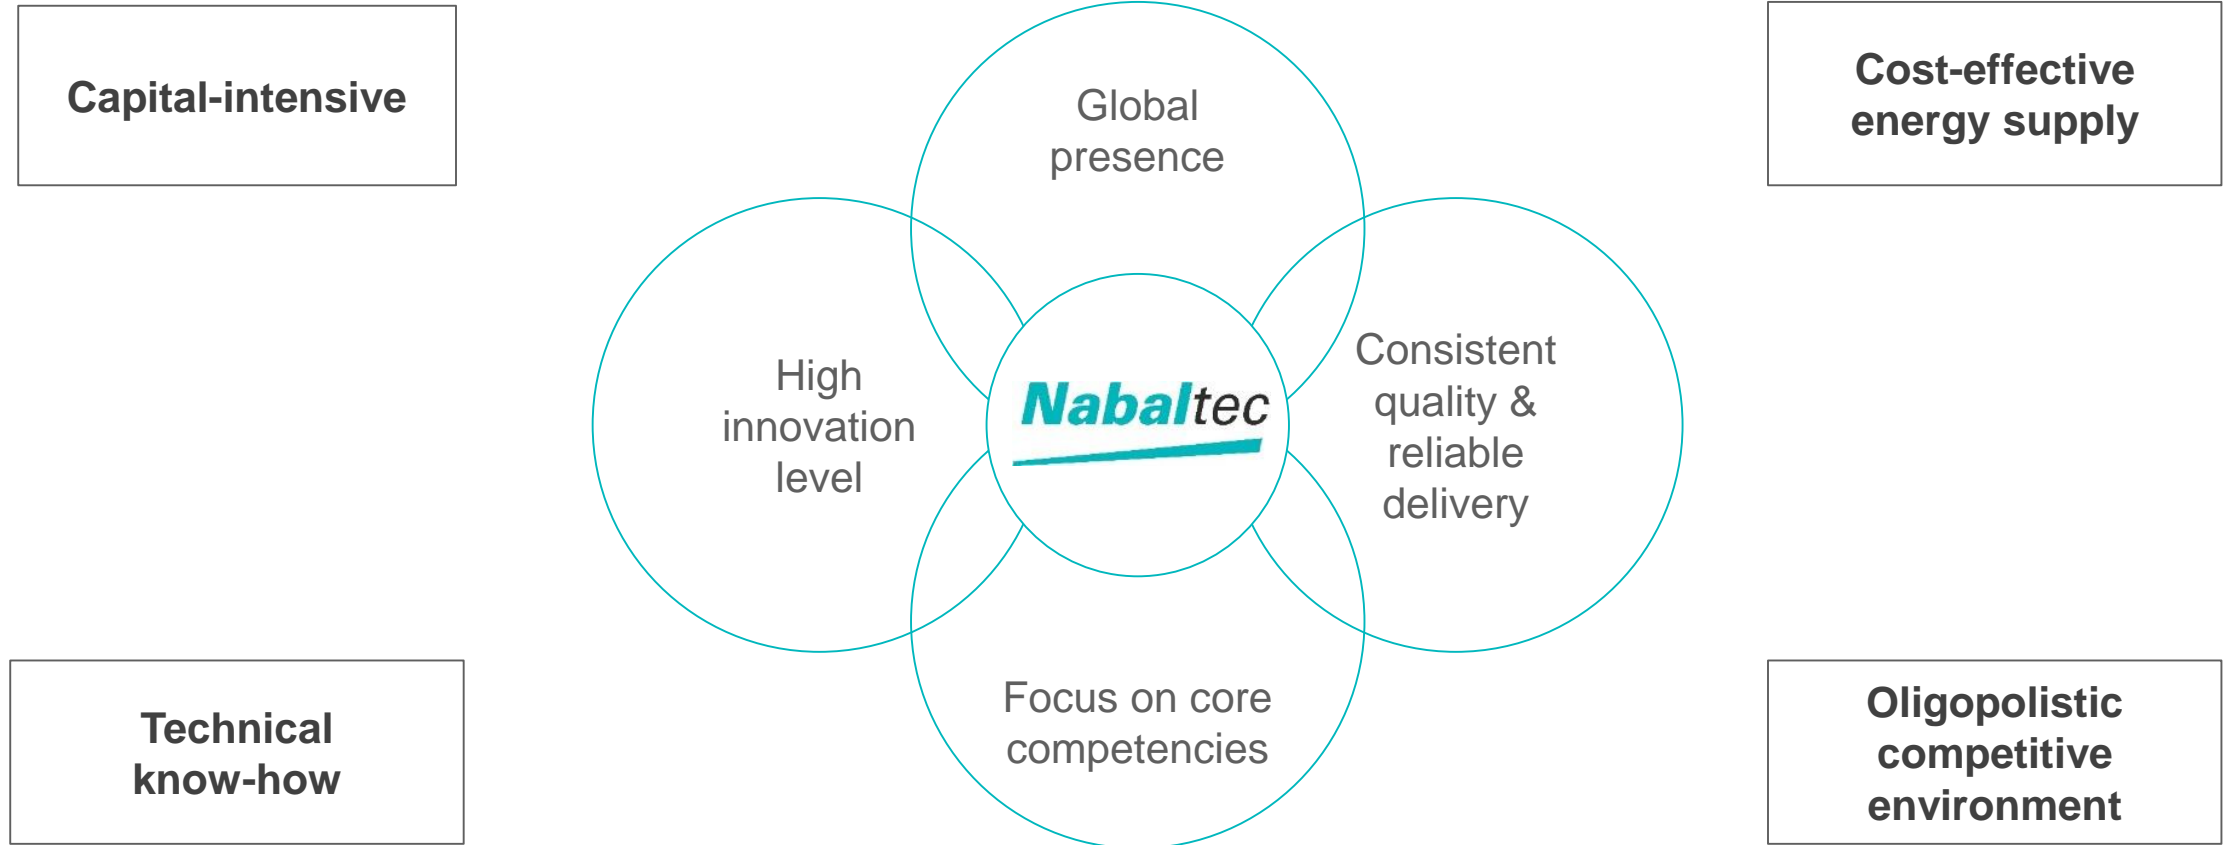 Capital-intensive
Cost-effective
energy supply
Global
presence
High
innovation
level
Nabaltec
Consistent
quality &
reliable
delivery
Focus on core
competencies
Technical
know-how
Oligopolistic
competitive
environment